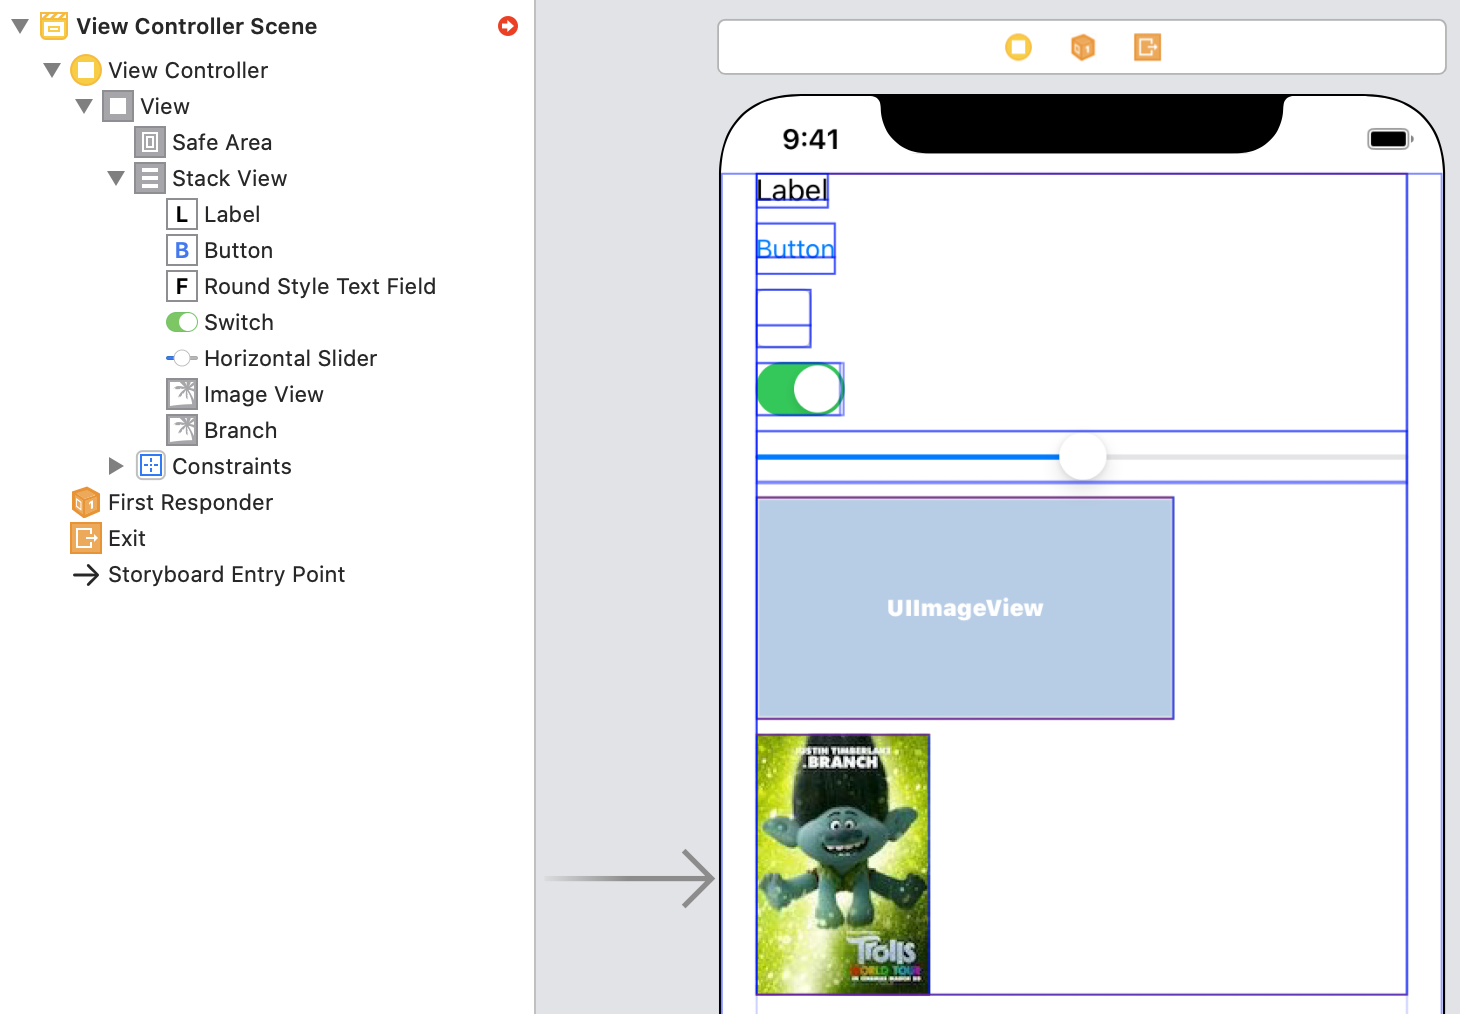 View Controller Scene
View Controller
View
Safe Area
Stack View
L Label
B Button
F Round Style Text Field
Switch
Horizontal Slider
Image View
Branch
Constraints
First Responder
Exit
Storyboard Entry Point
9:41
Label
Button
UIImageView
JUSTIN TIMBERLAKE
BRANCH
Trolls
WORLD TOUR